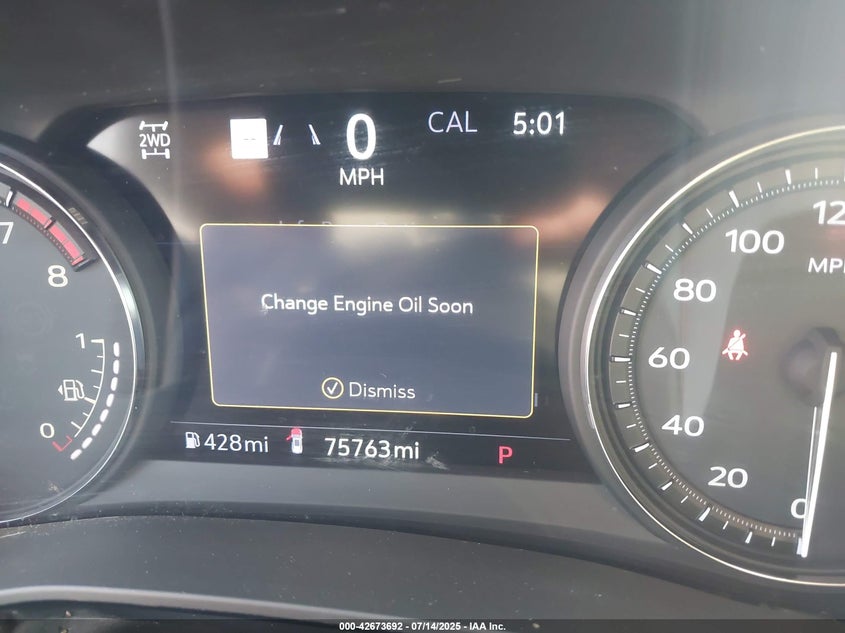 2WD
0
MPH
CAL
5:01
7
8
1
0
Change Engine Oil Soon
Dismiss
428mi
75763mi
P
100
80
60
40
20
0
000-42673692 - 07/14/2025 - IAA Inc.